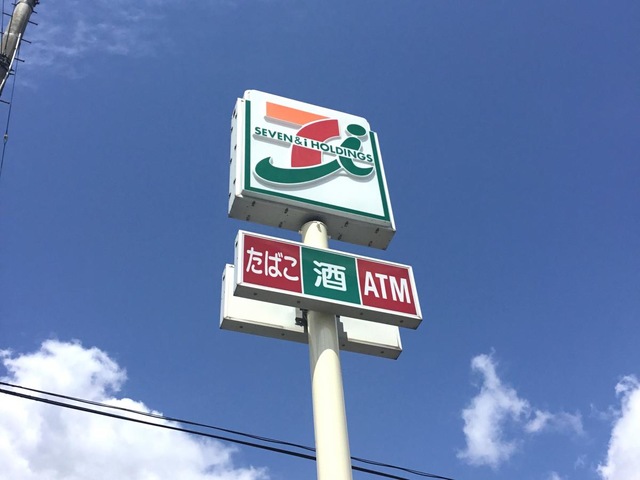 SEVEN & i HOLDINGS
たばこ 酒 ATM